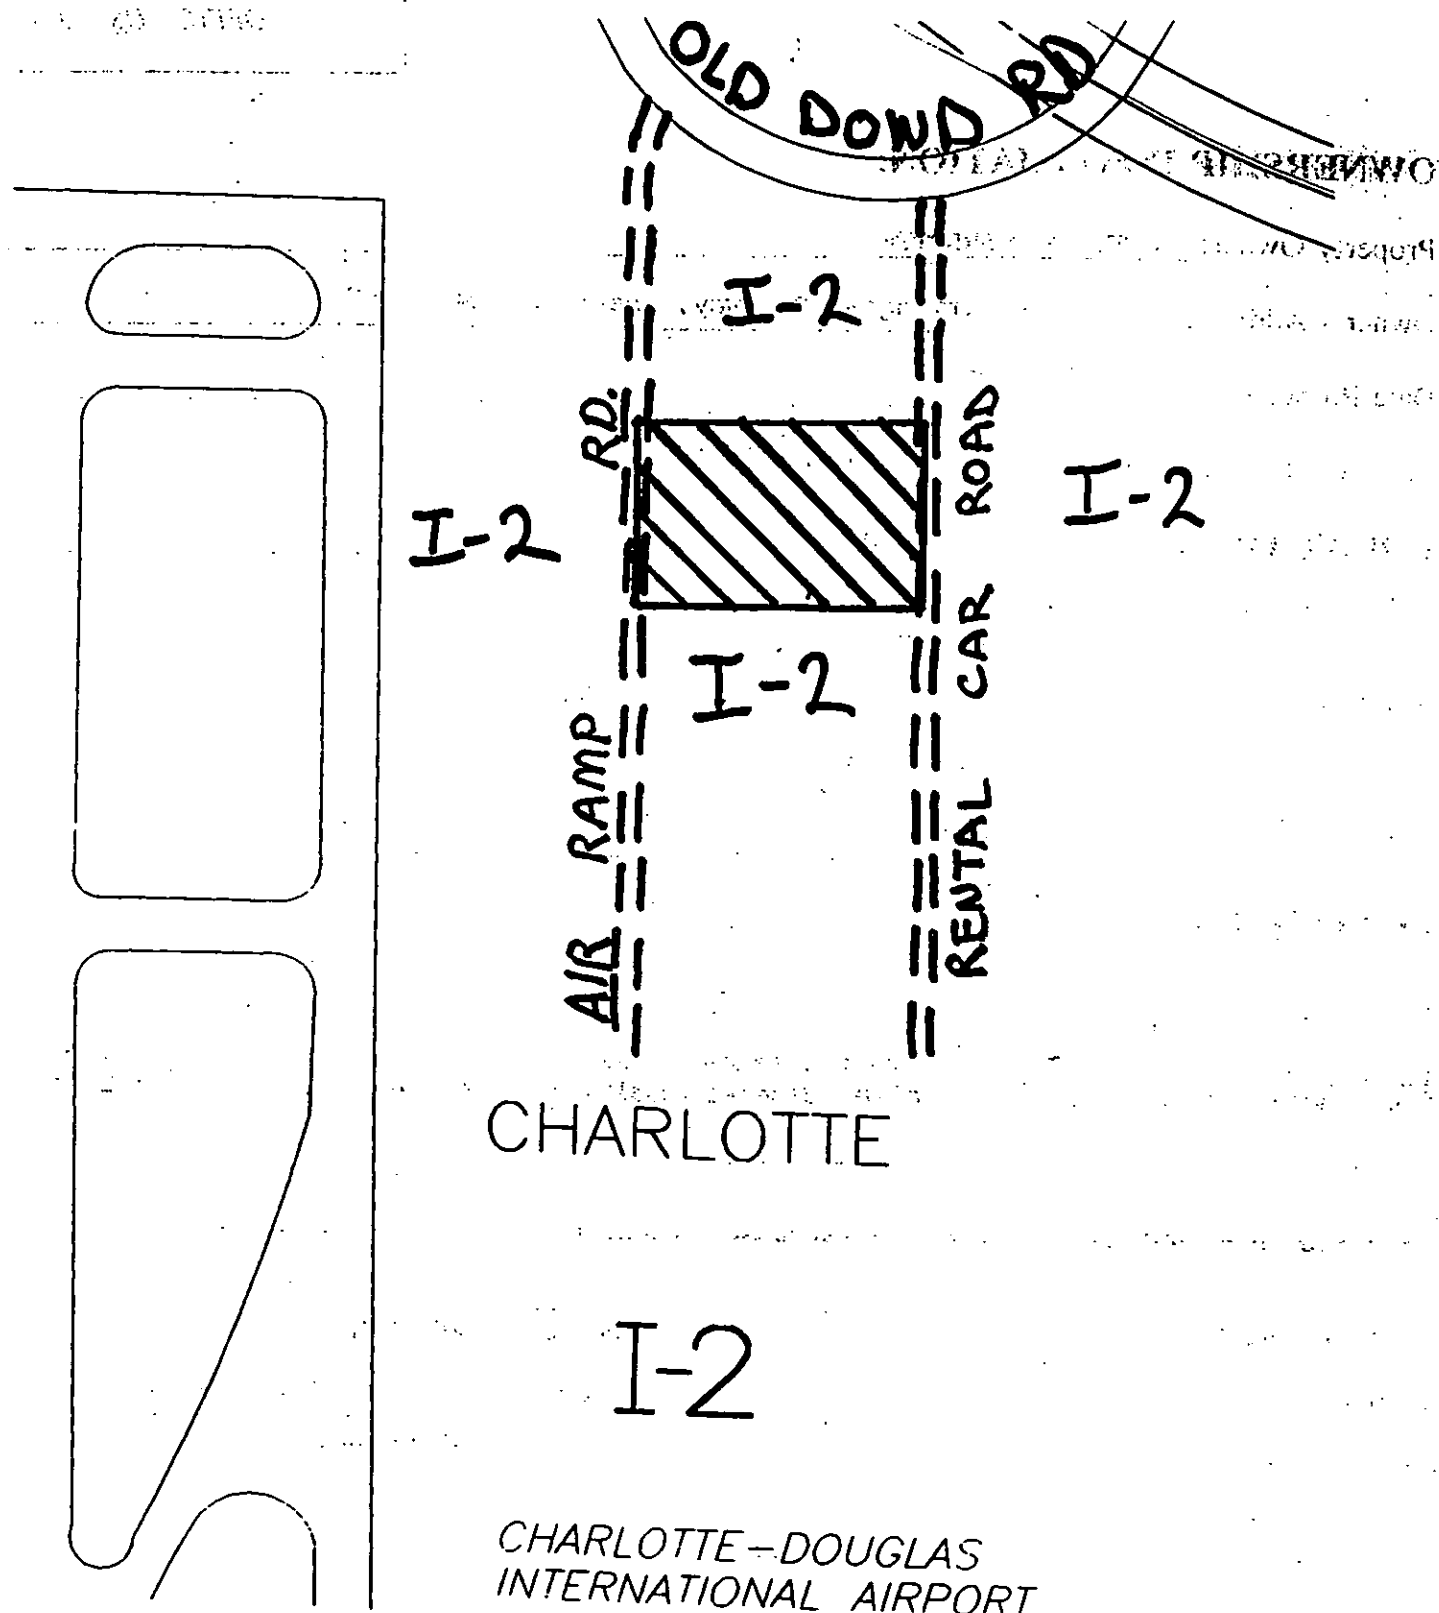 OLD DOWD RD
I-2
AIR RAMP RD.
RENTAL CAR ROAD
I-2
I-2
I-2
CHARLOTTE
I-2
CHARLOTTE-DOUGLAS
INTERNATIONAL AIRPORT